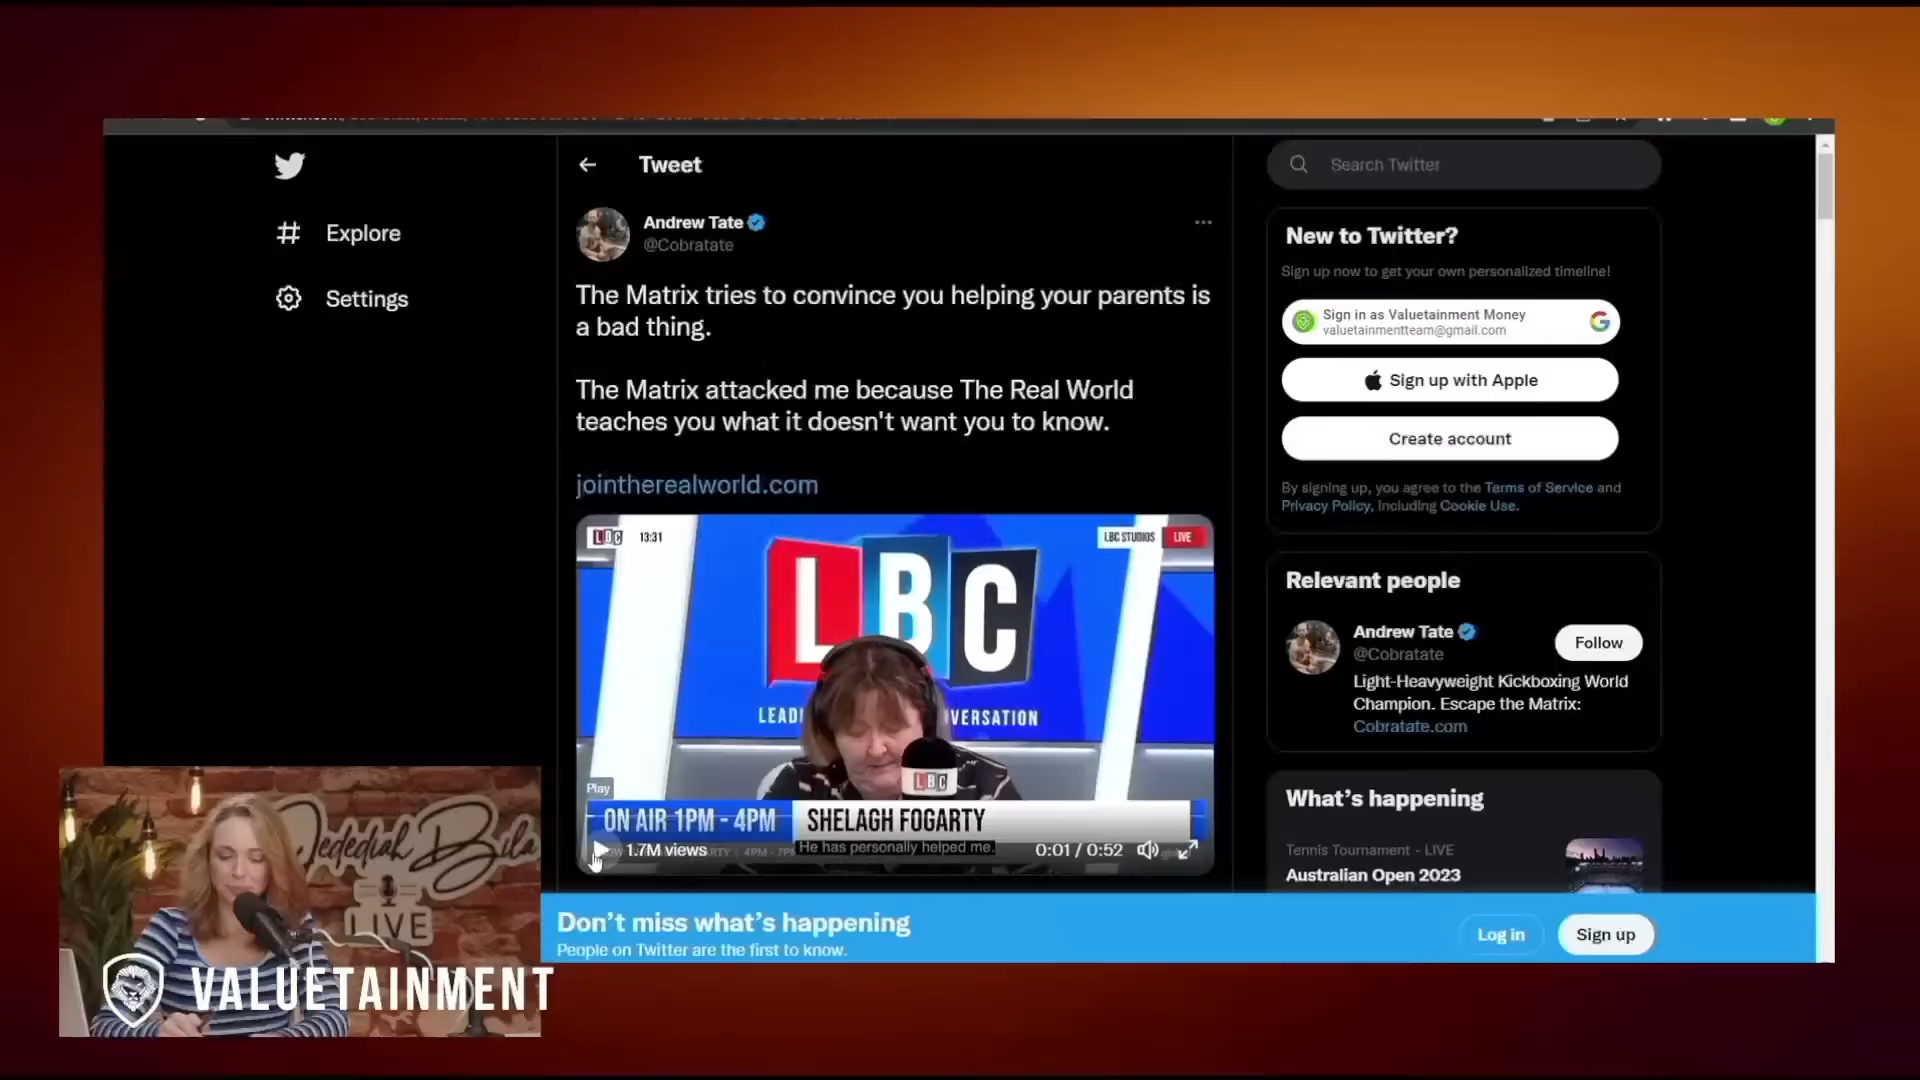 Tweet
Search Twitter
Explore
Settings
Andrew Tate
@Cobratate
The Matrix tries to convince you helping your parents is
a bad thing.
The Matrix attacked me because The Real World
teaches you what it doesn't want you to know.
jointherealworld.com
LBC 13:31
LBC STUDIOS LIVE
LBC
LEADI
VERSATION
LBC
Play
ON AIR 1PM - 4PM SHELAGH FOGARTY
1.7M views
He has personally helped me.
0:01 / 0:52
New to Twitter?
Sign up now to get your own personalized timeline!
Sign in as Valuetainment Money
valuetainmentteam@gmail.com
Sign up with Apple
Create account
By signing up, you agree to the Terms of Service and
Privacy Policy, including Cookie Use.
Relevant people
Andrew Tate
@Cobratate
Follow
Light-Heavyweight Kickboxing World
Champion. Escape the Matrix:
Cobratate.com
What's happening
Tennis Tournament · LIVE
Australian Open 2023
Don't miss what's happening
People on Twitter are the first to know.
Log in
Sign up
Jedediah Bila
LIVE
VALUETAINMENT